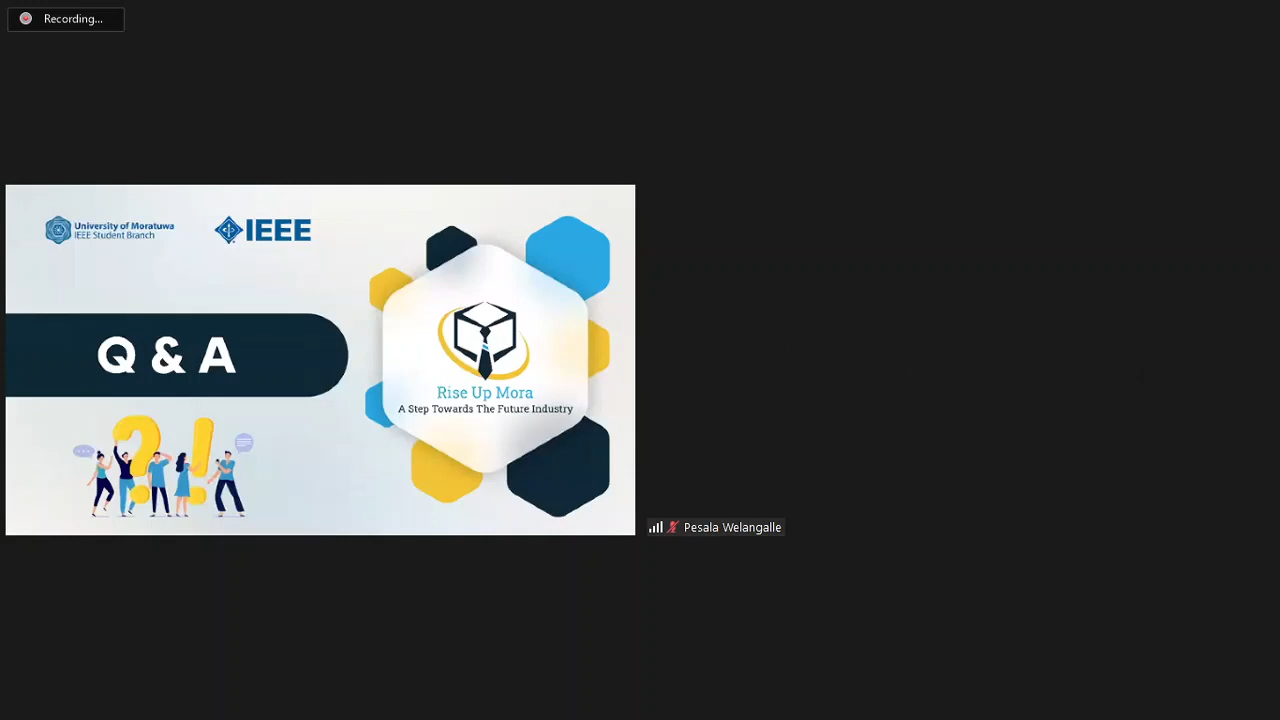 Recording...
University of Moratuwa
IEEE Student Branch
IEEE
Q & A
?!
Rise Up Mora
A Step Towards The Future Industry
Pesala Welangalle